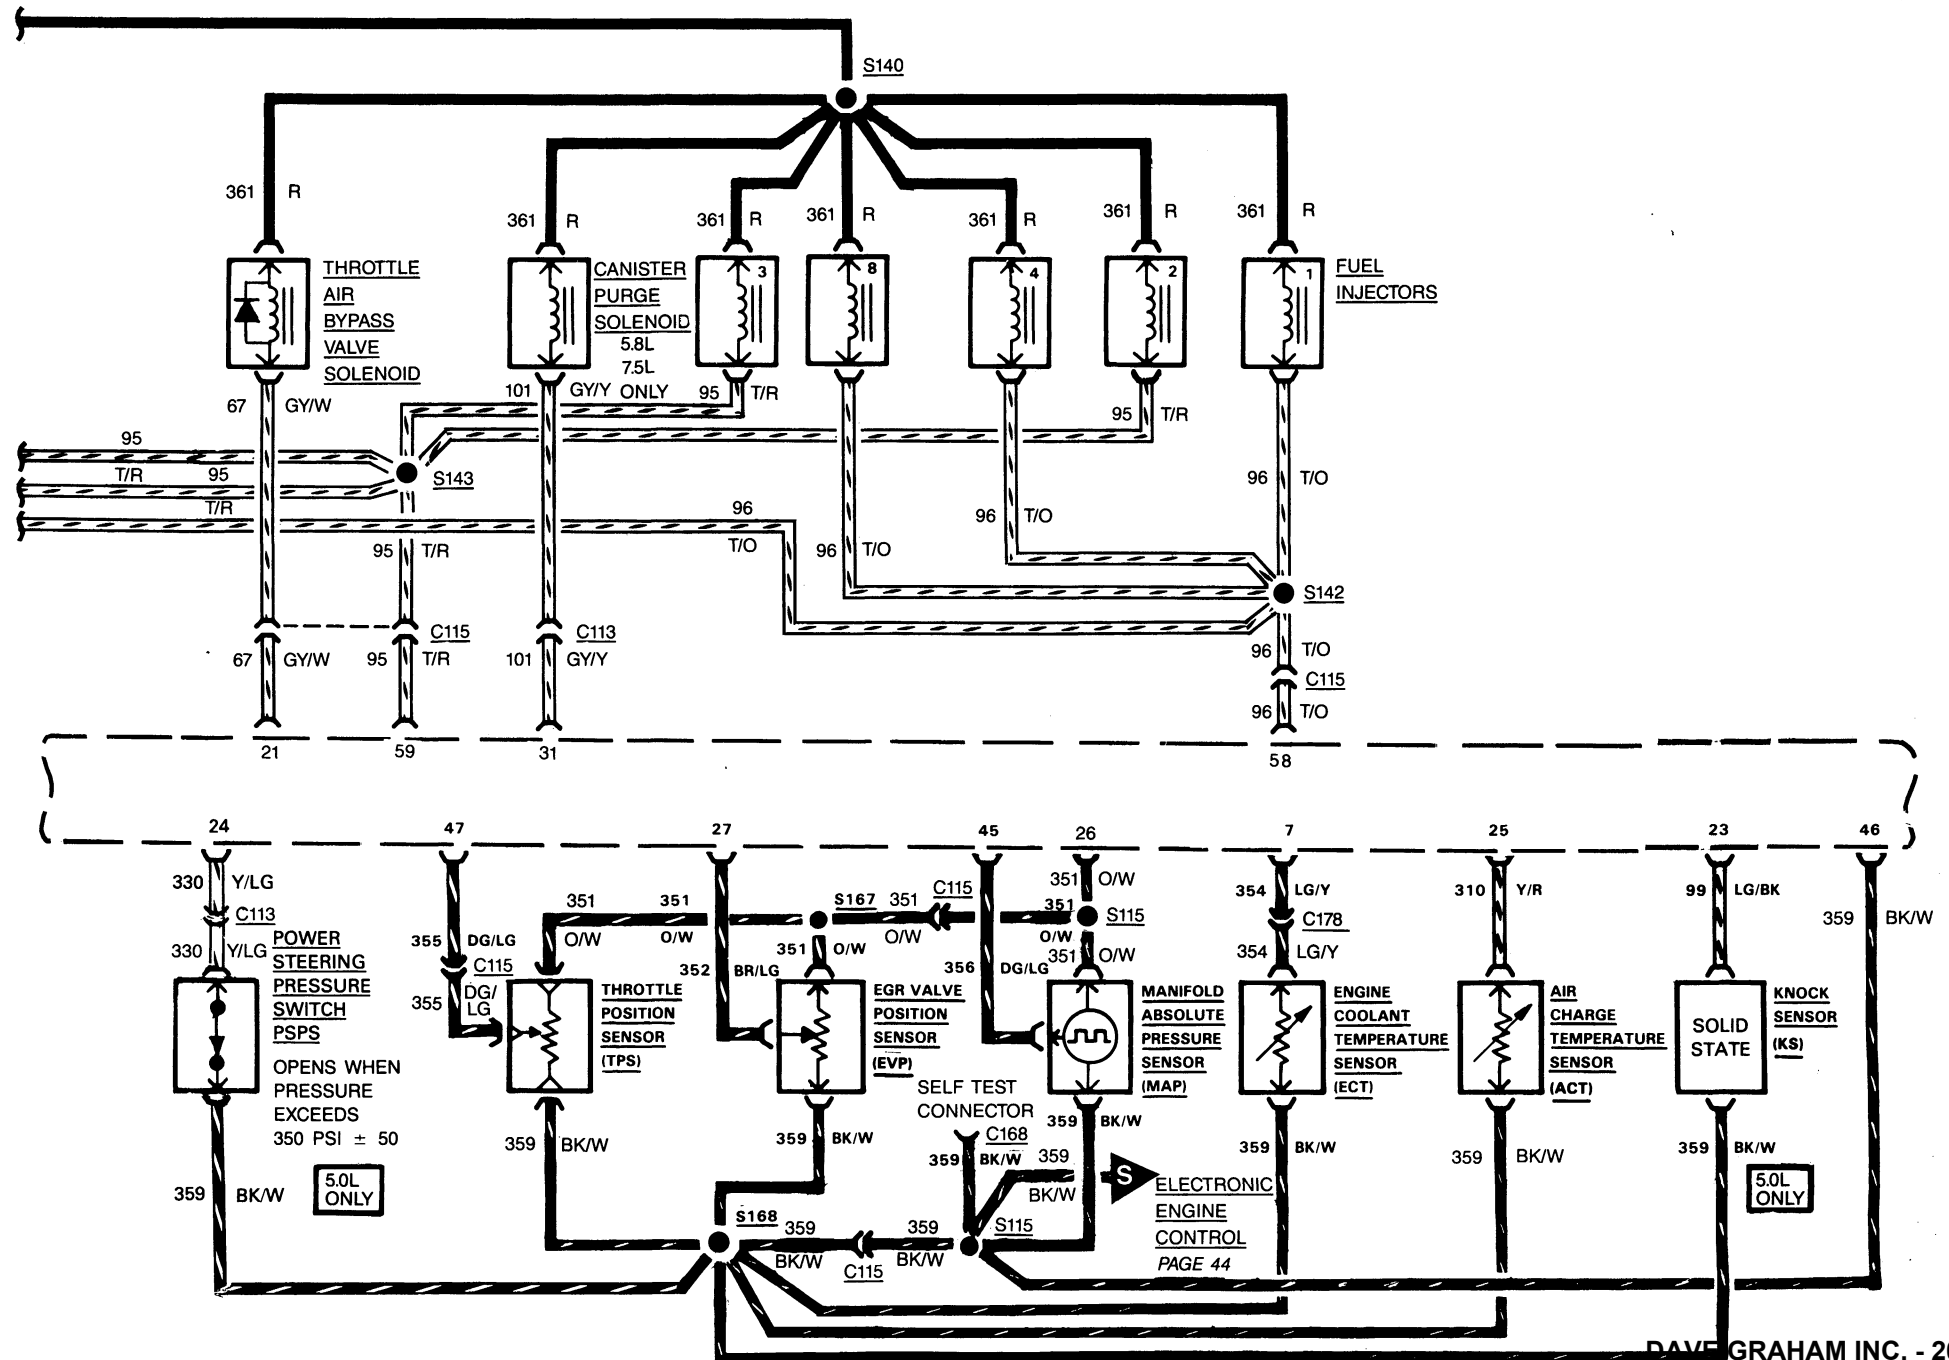 S140
361 R
361 R
361 R
361 R
361 R
361 R
361 R
THROTTLE
AIR
BYPASS
VALVE
SOLENOID
CANISTER
PURGE
SOLENOID
5.8L
7.5L
ONLY
3
8
4
2
1
FUEL
INJECTORS
67 GY/W
101 GY/Y
95 T/R
95 T/R
95
T/R
95
T/R
S143
96
T/O
96 T/O
96 T/O
96 T/O
95 T/R
S142
C115
C113
67 GY/W
95 T/R
101 GY/Y
96 T/O
C115
96 T/O
21
59
31
58
24
47
27
45
26
7
25
23
46
330 Y/LG
C113
330 Y/LG
POWER
STEERING
PRESSURE
SWITCH
PSPS
OPENS WHEN
PRESSURE
EXCEEDS
350 PSI ± 50
5.0L
ONLY
359 BK/W
355 DG/LG
C115
355 DG/
LG
351
O/W
351
O/W
THROTTLE
POSITION
SENSOR
(TPS)
359 BK/W
352 BR/LG
S167
351
O/W
C115
351 O/W
EGR VALVE
POSITION
SENSOR
(EVP)
359 BK/W
356 DG/LG
351 O/W
351
O/W
S115
351 O/W
MANIFOLD
ABSOLUTE
PRESSURE
SENSOR
(MAP)
359 BK/W
SELF TEST
CONNECTOR
C168
359 BK/W
359
BK/W
S
ELECTRONIC
ENGINE
CONTROL
PAGE 44
S168
359
BK/W
C115
359
BK/W
S115
354 LG/Y
C178
354 LG/Y
ENGINE
COOLANT
TEMPERATURE
SENSOR
(ECT)
359 BK/W
310 Y/R
AIR
CHARGE
TEMPERATURE
SENSOR
(ACT)
359 BK/W
99 LG/BK
SOLID
STATE
KNOCK
SENSOR
(KS)
359 BK/W
5.0L
ONLY
359 BK/W
DAVE GRAHAM INC. - 20